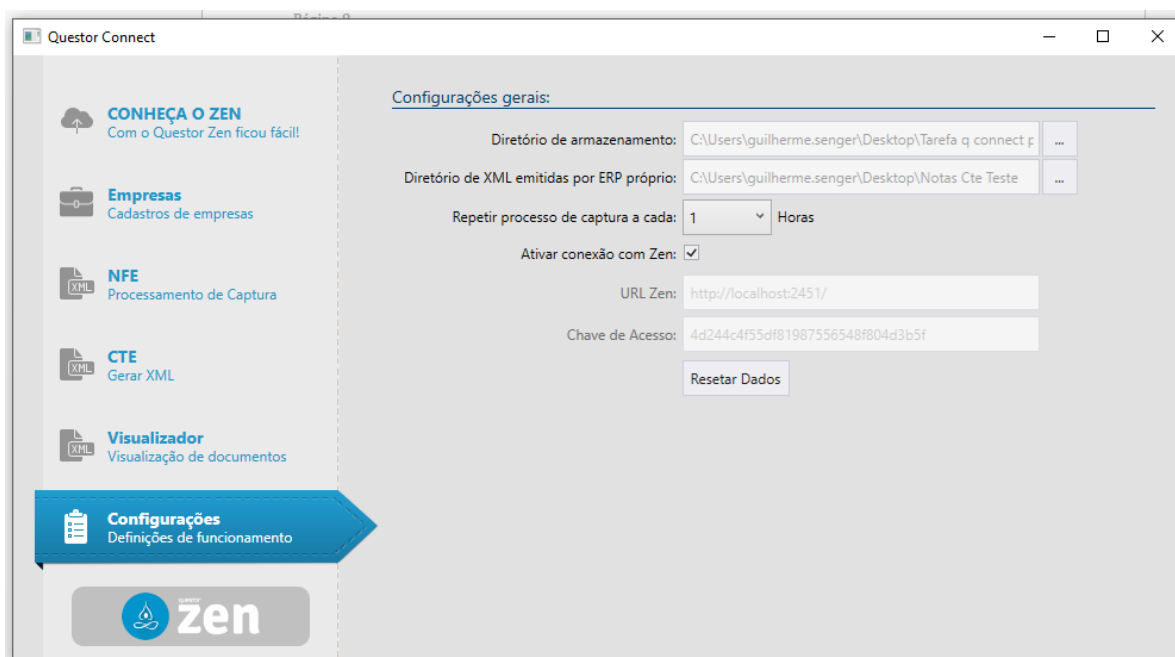 Página 8
Questor Connect
CONHEÇA O ZEN
Com o Questor Zen ficou fácil!
Empresas
Cadastros de empresas
NFE
Processamento de Captura
CTE
Gerar XML
Visualizador
Visualização de documentos
Configurações
Definições de funcionamento
questor
zen
Configurações gerais:
Diretório de armazenamento: C:\Users\guilherme.senger\Desktop\Tarefa q connect p ...
Diretório de XML emitidas por ERP próprio: C:\Users\guilherme.senger\Desktop\Notas Cte Teste ...
Repetir processo de captura a cada: 1 Horas
Ativar conexão com Zen:
URL Zen: http://localhost:2451/
Chave de Acesso: 4d244c4f55df81987556548f804d3b5f
Resetar Dados
XML
XML
XML